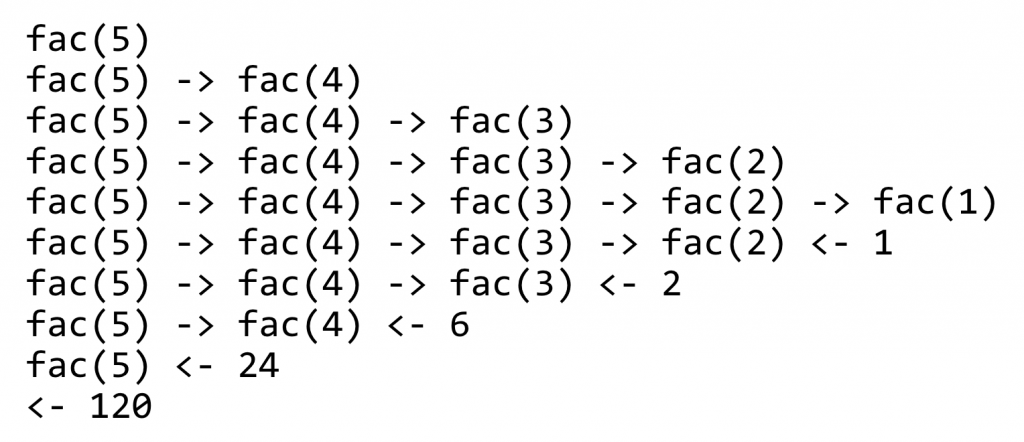 fac(5)
fac(5) -> fac(4)
fac(5) -> fac(4) -> fac(3)
fac(5) -> fac(4) -> fac(3) -> fac(2)
fac(5) -> fac(4) -> fac(3) -> fac(2) -> fac(1)
fac(5) -> fac(4) -> fac(3) -> fac(2) <- 1
fac(5) -> fac(4) -> fac(3) <- 2
fac(5) -> fac(4) <- 6
fac(5) <- 24
<- 120